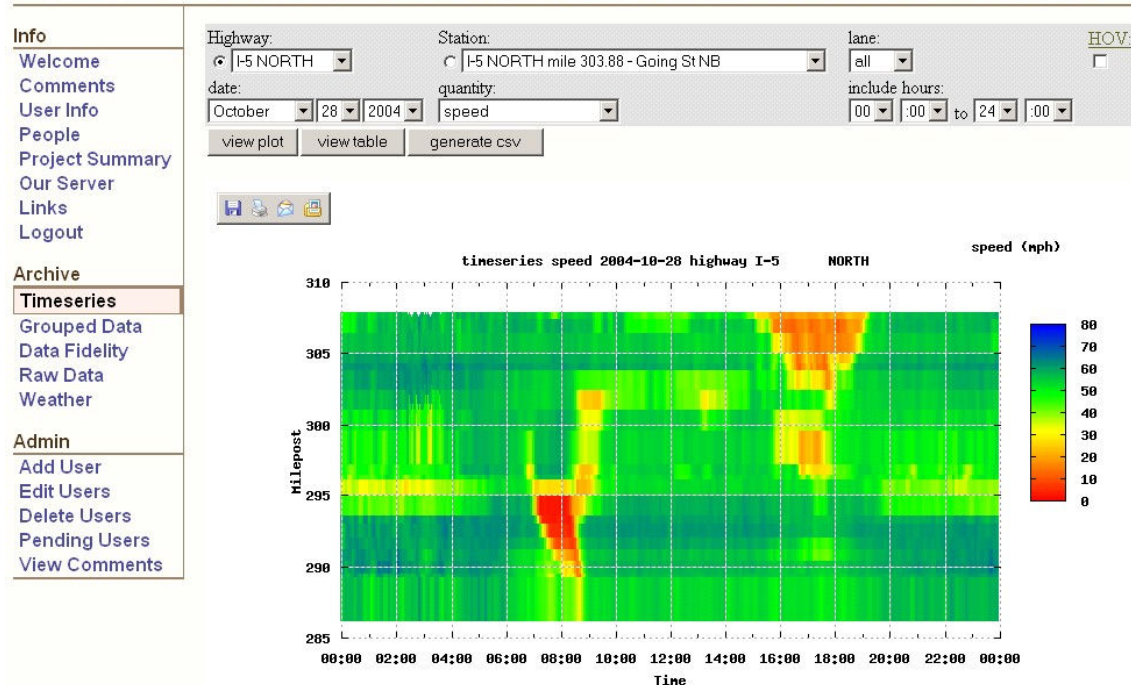 Info
Welcome
Comments
User Info
People
Project Summary
Our Server
Links
Logout
Archive
Timeseries
Grouped Data
Data Fidelity
Raw Data
Weather
Admin
Add User
Edit Users
Delete Users
Pending Users
View Comments
Highway: Station: lane: HOV:
I-5 NORTH I-5 NORTH mile 303.88 - Going St NB all
date: quantity: include hours:
October 28 2004 speed 00 :00 to 24 :00
view plot view table generate csv
speed (mph)
timeseries speed 2004-10-28 highway I-5 NORTH
310
305
300
295
290
285
Milepost
00:00 02:00 04:00 06:00 08:00 10:00 12:00 14:00 16:00 18:00 20:00 22:00 00:00
Time
80
70
60
50
40
30
20
10
0